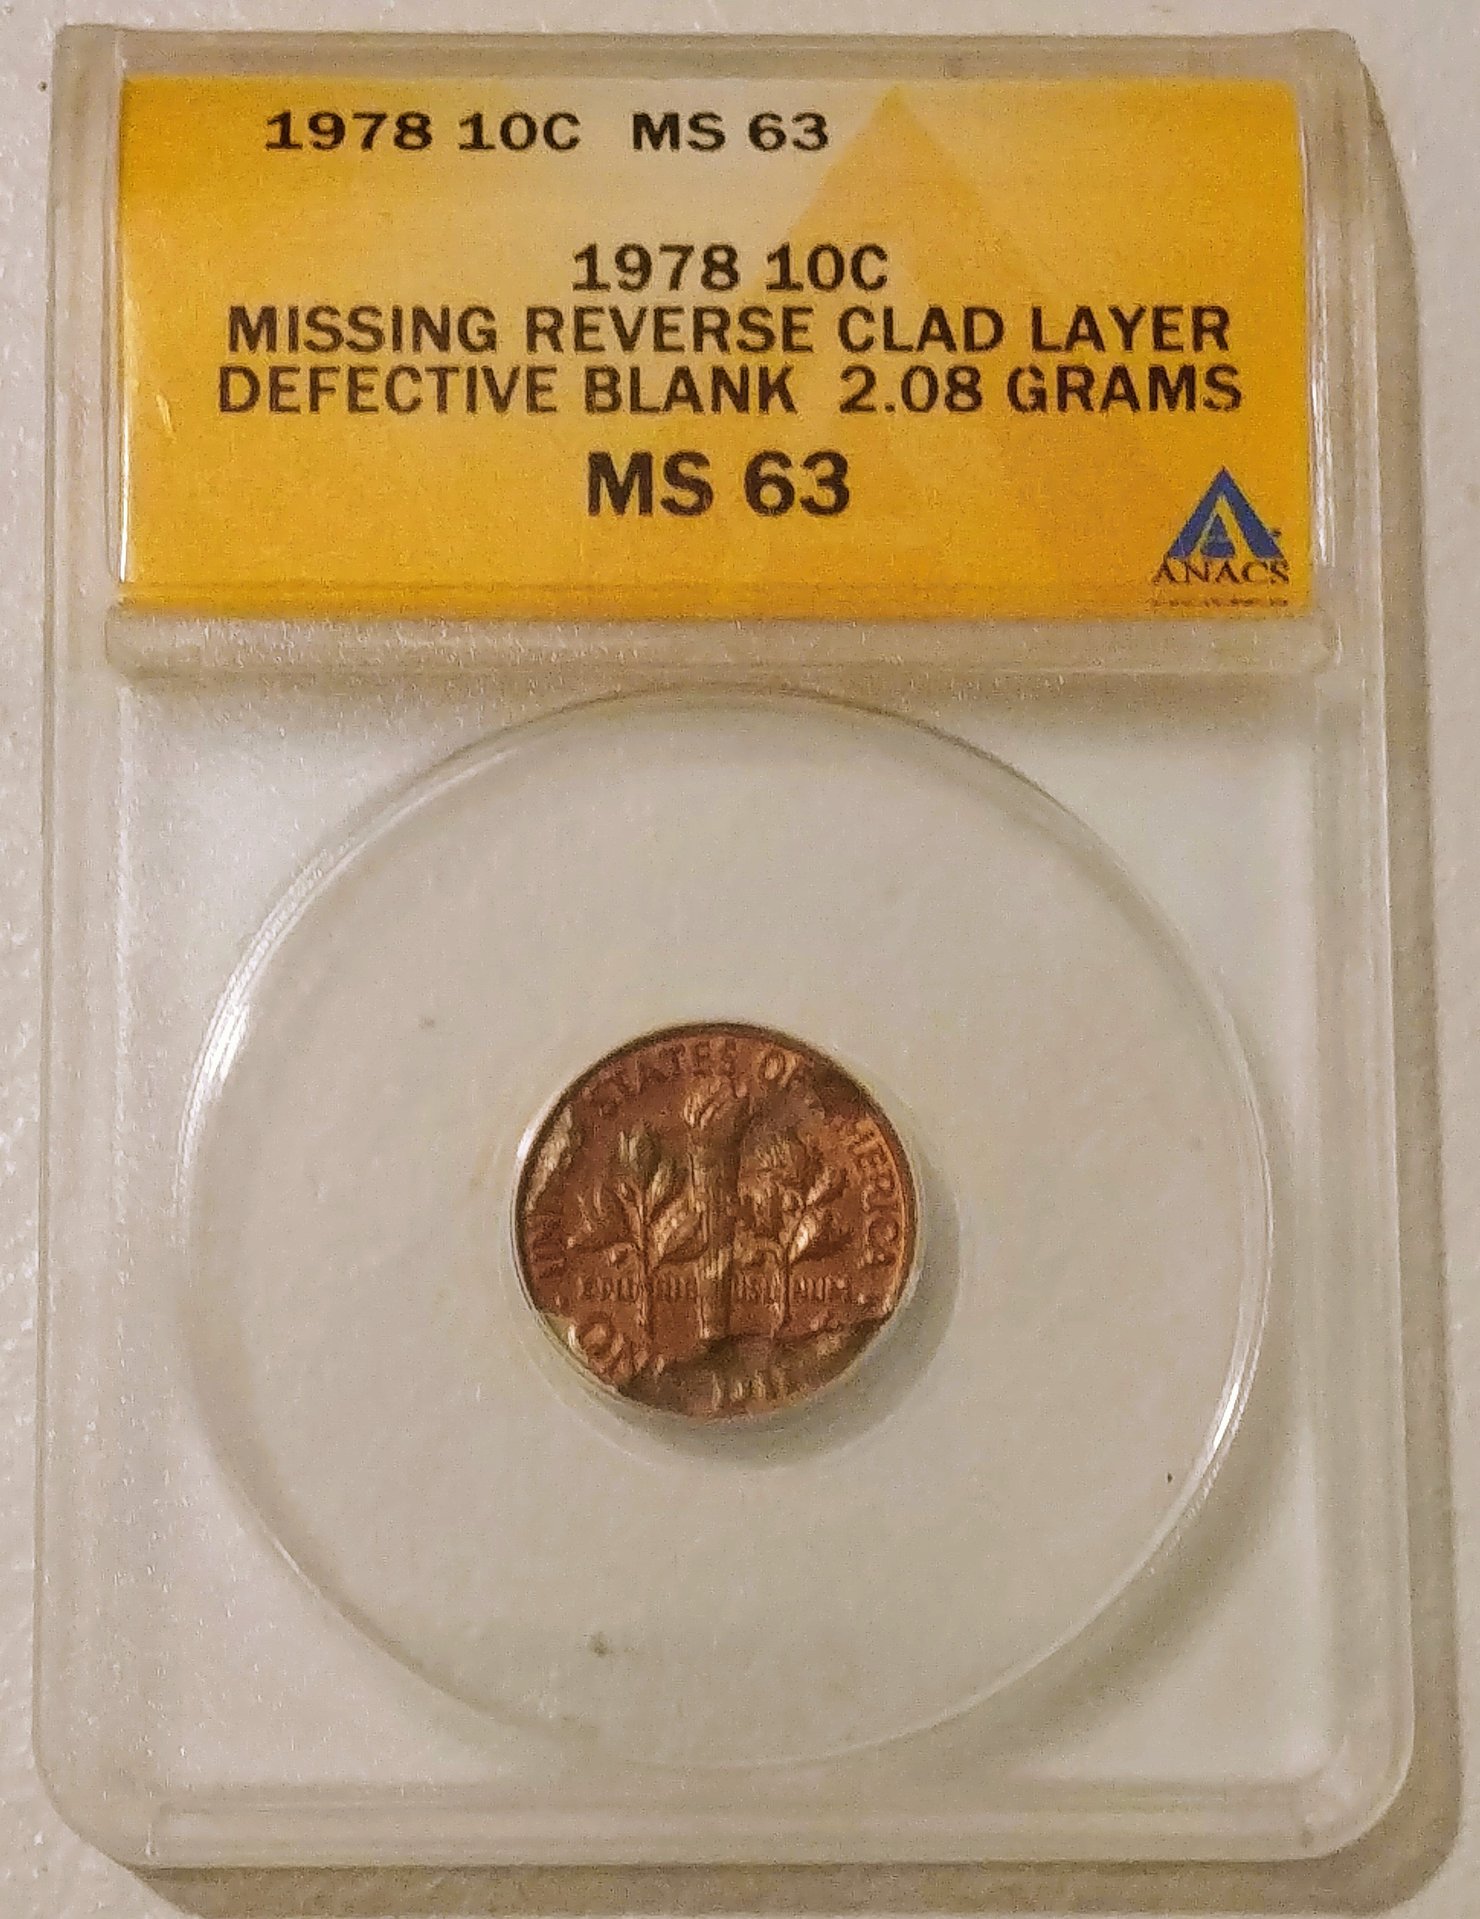 1978 10C MS 63
1978 10C
MISSING REVERSE CLAD LAYER
DEFECTIVE BLANK 2.08 GRAMS
MS 63
ANACS
STATES OF AMERICA